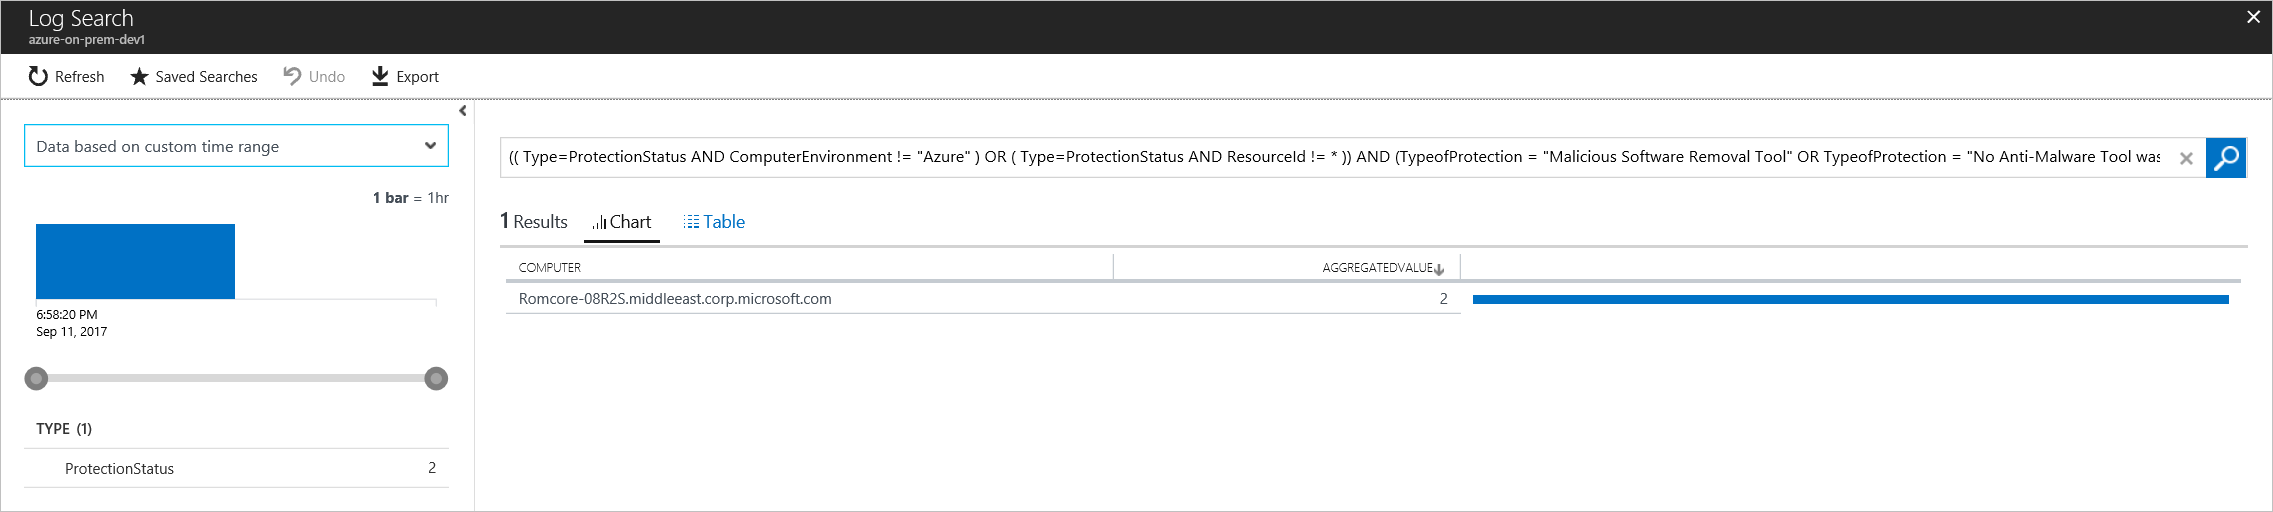 Log Search
azure-on-prem-dev1
Refresh Saved Searches Undo Export
Data based on custom time range
1 bar = 1hr
6:58:20 PM
Sep 11, 2017
TYPE (1)
ProtectionStatus 2
(( Type=ProtectionStatus AND ComputerEnvironment != "Azure" ) OR ( Type=ProtectionStatus AND ResourceId != * )) AND (TypeofProtection = "Malicious Software Removal Tool" OR TypeofProtection = "No Anti-Malware Tool was
1 Results Chart Table
COMPUTER AGGREGATEDVALUE
Romcore-08R2S.middleeast.corp.microsoft.com 2